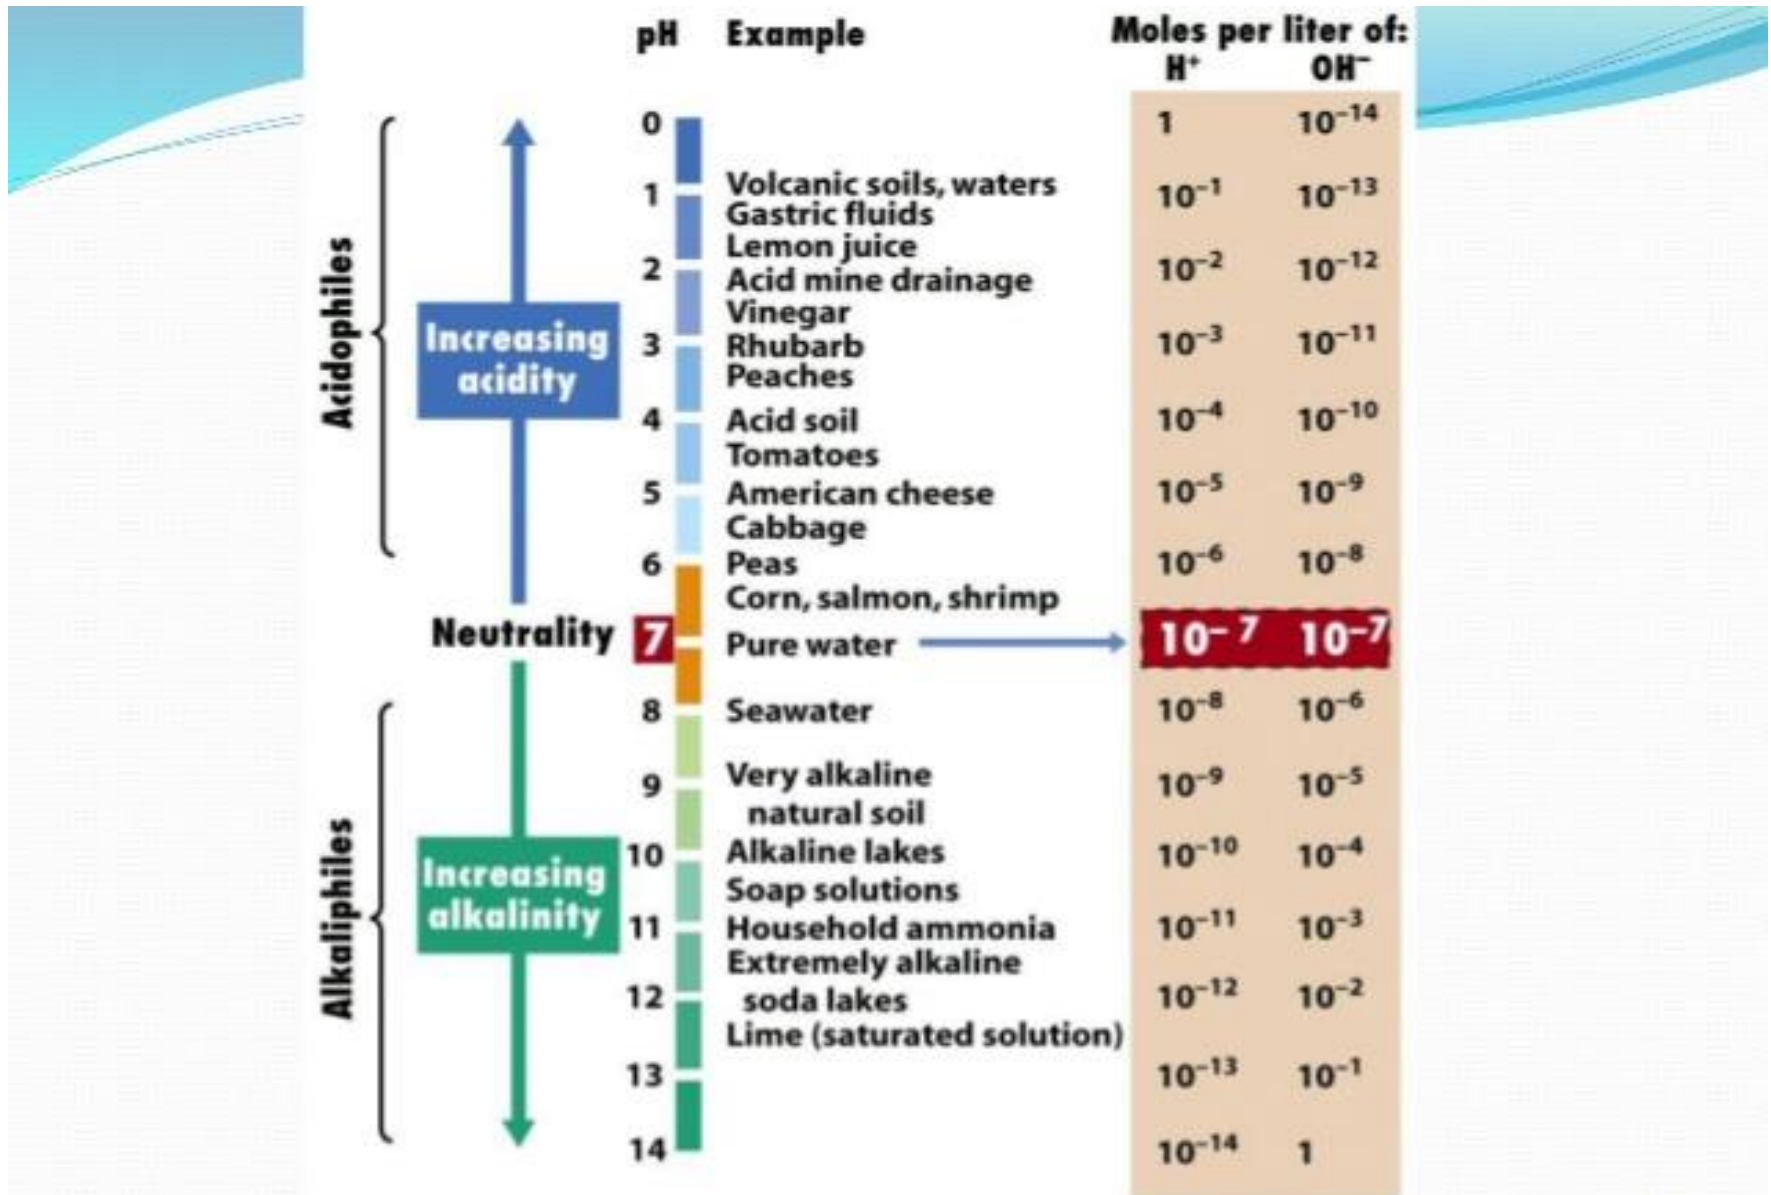 pH Example Moles per liter of:
H⁺ OH⁻
0 1 10⁻¹⁴
1 Volcanic soils, waters 10⁻¹ 10⁻¹³
Gastric fluids
Lemon juice
2 10⁻² 10⁻¹²
Acid mine drainage
Vinegar
3 Rhubarb 10⁻³ 10⁻¹¹
Peaches
4 Acid soil 10⁻⁴ 10⁻¹⁰
Tomatoes
5 American cheese 10⁻⁵ 10⁻⁹
Cabbage
6 Peas 10⁻⁶ 10⁻⁸
Corn, salmon, shrimp
Neutrality 7 Pure water 10⁻⁷ 10⁻⁷
8 Seawater 10⁻⁸ 10⁻⁶
Very alkaline
9 10⁻⁹ 10⁻⁵
natural soil
10 Alkaline lakes 10⁻¹⁰ 10⁻⁴
Soap solutions
11 Household ammonia 10⁻¹¹ 10⁻³
Extremely alkaline
12 soda lakes 10⁻¹² 10⁻²
Lime (saturated solution)
13 10⁻¹³ 10⁻¹
14 10⁻¹⁴ 1
Acidophiles
Increasing
acidity
Alkaliphiles
Increasing
alkalinity